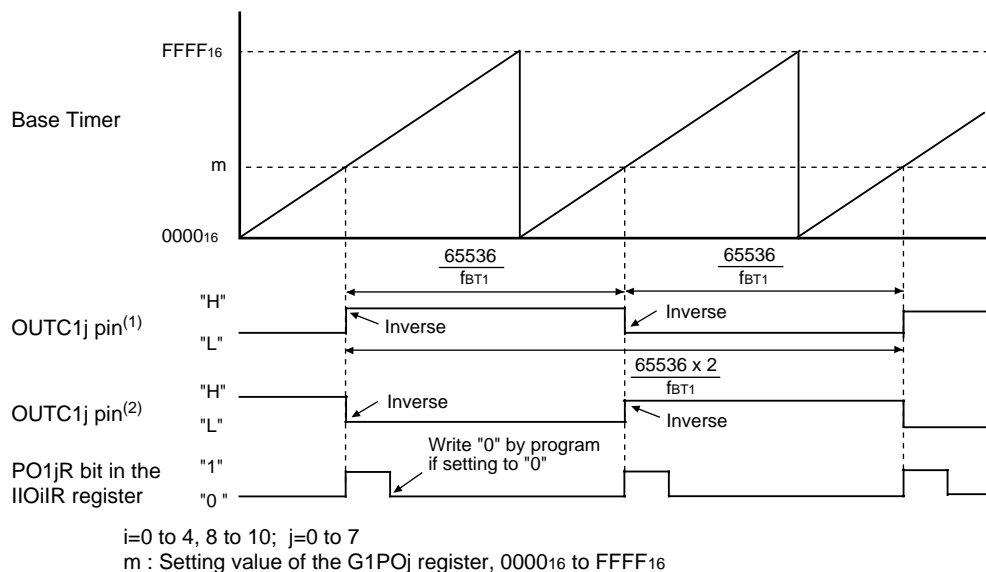 FFFF16
Base Timer
m
000016
65536
fBT1
65536
fBT1
"H"
OUTC1j pin(1)
Inverse
Inverse
"L"
65536 x 2
fBT1
"H"
OUTC1j pin(2)
Inverse
Inverse
"L"
Write "0" by program
if setting to "0"
PO1jR bit in the
IIOiIR register
"1"
"0 "
i=0 to 4, 8 to 10; j=0 to 7
m : Setting value of the G1POj register, 000016 to FFFF16